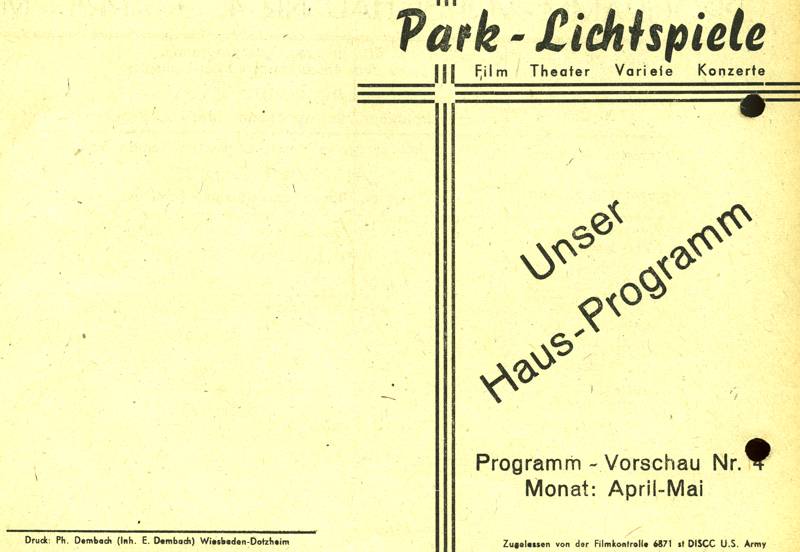 Park-Lichtspiele
Film Theater Variete Konzerte
Unser
Haus-Programm
Programm - Vorschau Nr. 4
Monat: April-Mai
Druck: Ph. Dembach (Inh. E. Dembach) Wiesbaden-Dotzheim
Zugelassen von der Filmkontrolle 6871 st DISCC U.S. Army